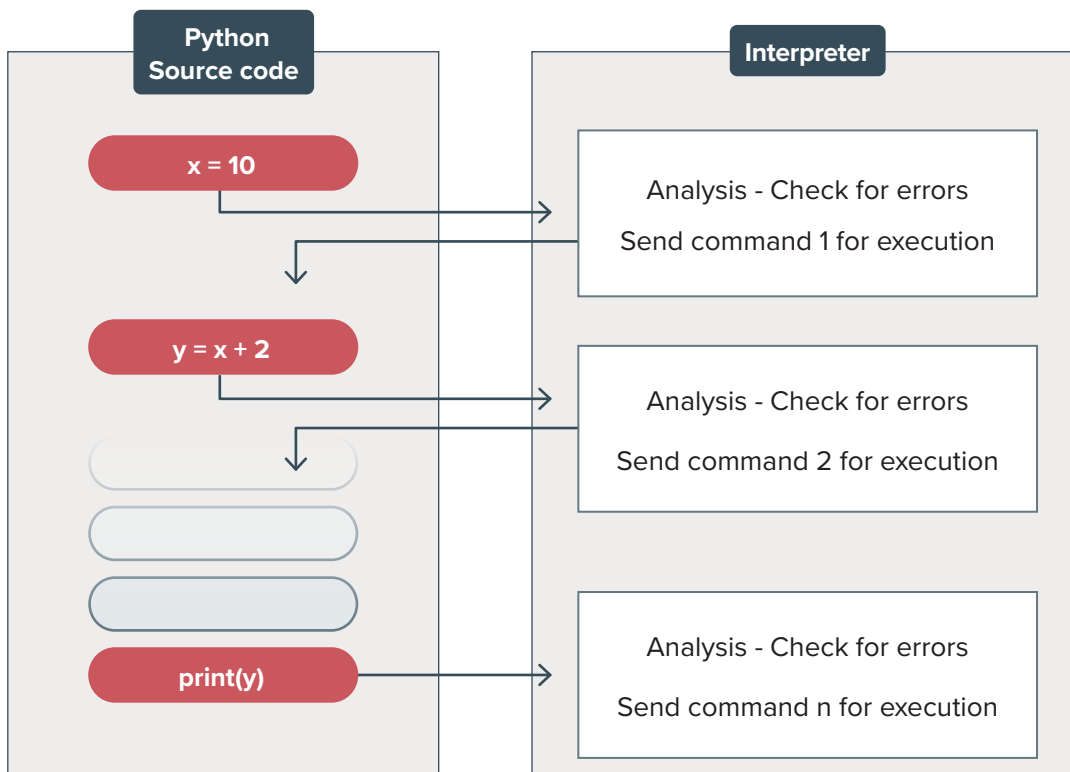 Python
Source code
Interpreter
x = 10
Analysis - Check for errors
Send command 1 for execution
y = x + 2
Analysis - Check for errors
Send command 2 for execution
print(y)
Analysis - Check for errors
Send command n for execution